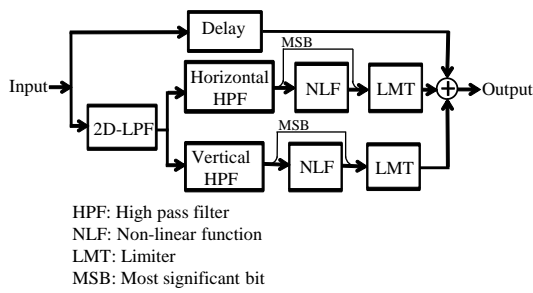 Delay
MSB
Input
Horizontal
HPF
NLF
LMT
Output
2D-LPF
MSB
Vertical
HPF
NLF
LMT
HPF: High pass filter
NLF: Non-linear function
LMT: Limiter
MSB: Most significant bit